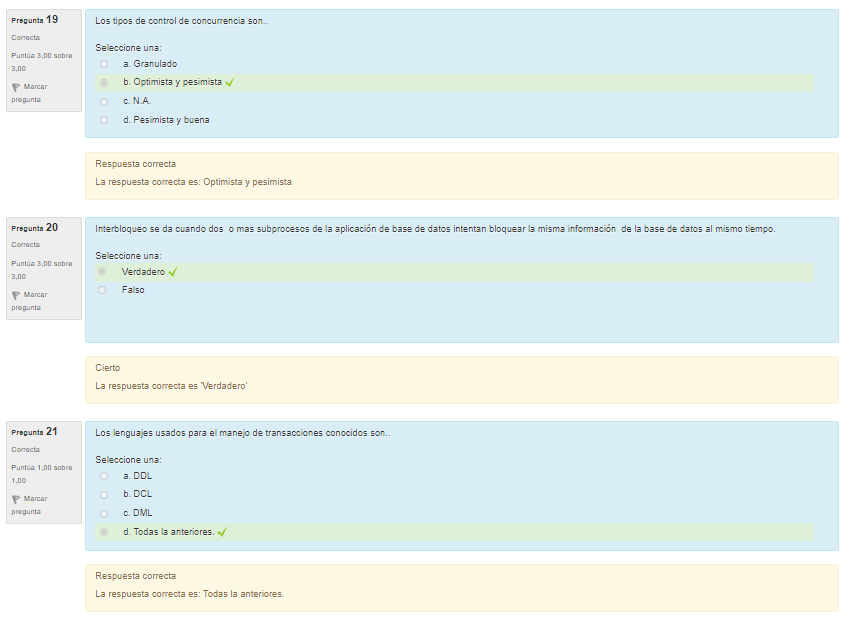 Pregunta 19
Correcta
Puntúa 3,00 sobre
3,00
Marcar
pregunta
Los tipos de control de concurrencia son..
Seleccione una:
a. Granulado
b. Optimista y pesimista
c. N.A.
d. Pesimista y buena
Respuesta correcta
La respuesta correcta es: Optimista y pesimista
Pregunta 20
Correcta
Puntúa 3,00 sobre
3,00
Marcar
pregunta
Interbloqueo se da cuando dos o mas subprocesos de la aplicación de base de datos intentan bloquear la misma información de la base de datos al mismo tiempo.
Seleccione una:
Verdadero
Falso
Cierto
La respuesta correcta es 'Verdadero'
Pregunta 21
Correcta
Puntúa 1,00 sobre
1,00
Marcar
pregunta
Los lenguajes usados para el manejo de transacciones conocidos son..
Seleccione una:
a. DDL
b. DCL
c. DML
d. Todas la anteriores.
Respuesta correcta
La respuesta correcta es: Todas la anteriores.